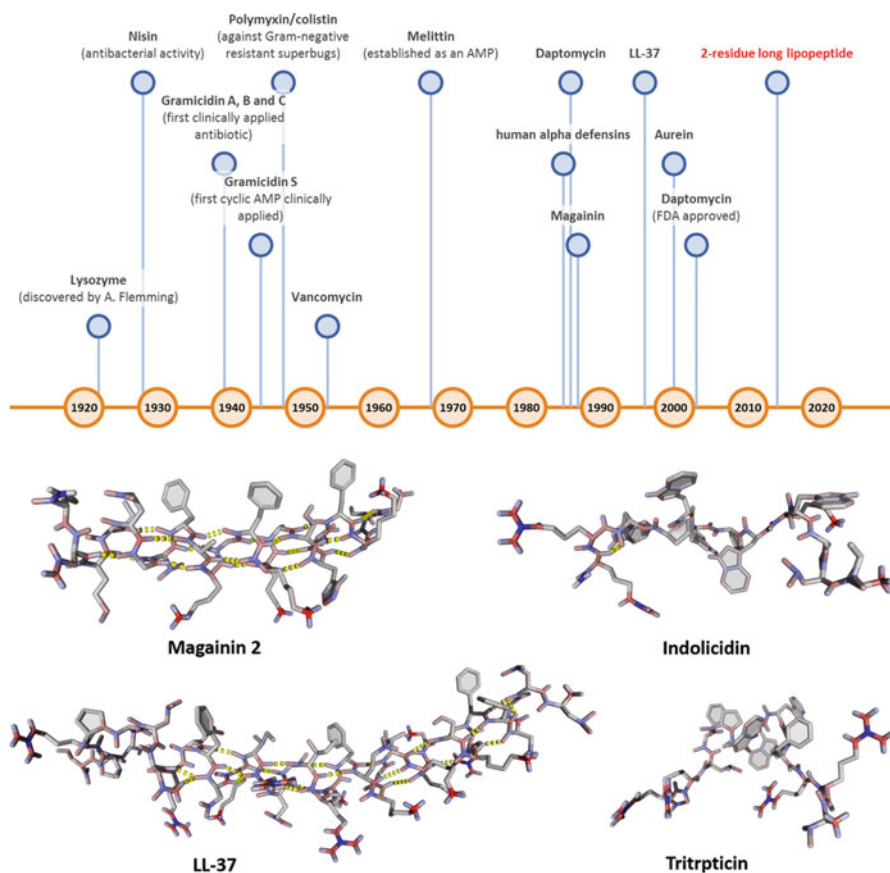 Nisin
(antibacterial activity)
Polymyxin/colistin
(against Gram-negative
resistant superbugs)
Melittin
(established as an AMP)
Daptomycin
LL-37
2-residue long lipopeptide
Gramicidin A, B and C
(first clinically applied
antibiotic)
human alpha defensins
Aurein
Gramicidin S
(first cyclic AMP clinically
applied)
Magainin
Daptomycin
(FDA approved)
Lysozyme
(discovered by A. Flemming)
Vancomycin
1920
1930
1940
1950
1960
1970
1980
1990
2000
2010
2020
Magainin 2
Indolicidin
LL-37
Tritrpticin